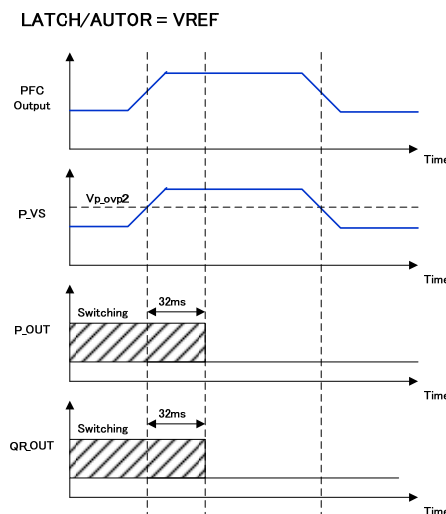 LATCH/AUTOR = VREF
PFC
Output
Time
Vp_ovp2
P_VS
Time
32ms
Switching
P_OUT
Time
32ms
Switching
QR_OUT
Time